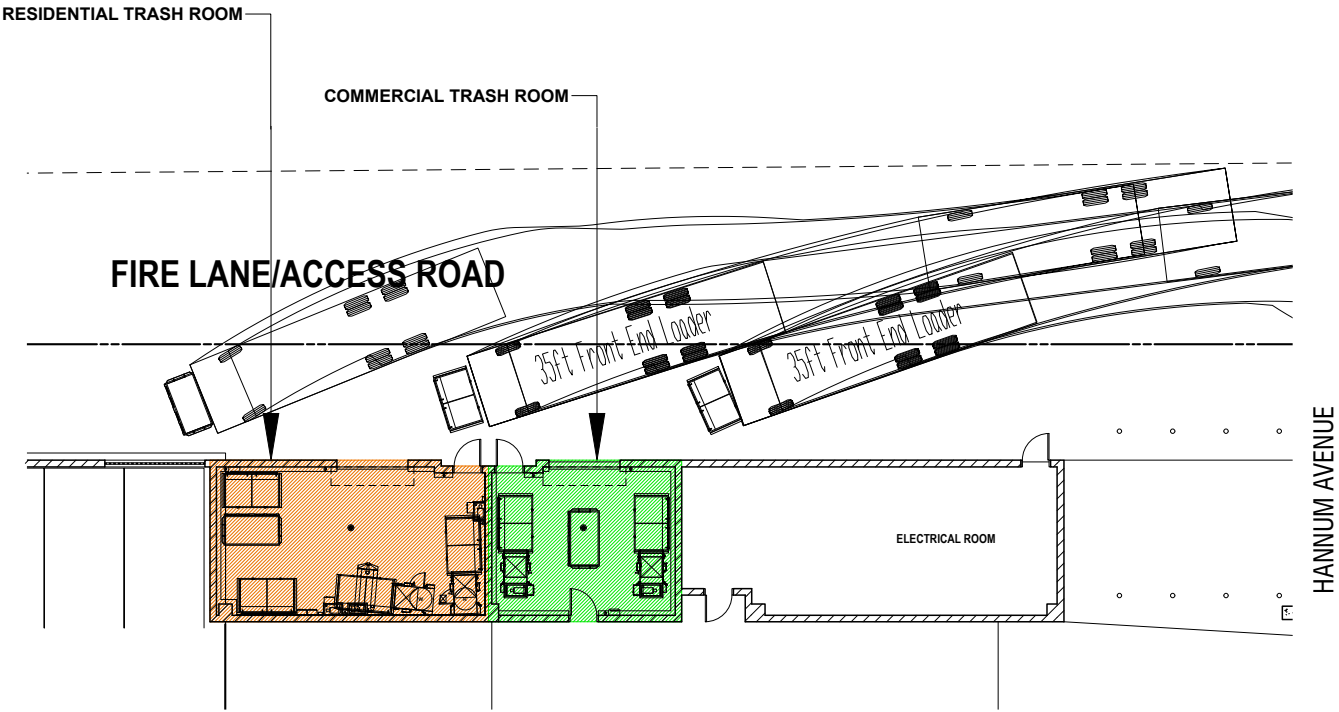 RESIDENTIAL TRASH ROOM
COMMERCIAL TRASH ROOM
FIRE LANE/ACCESS ROAD
35ft Front End Loader
35ft Front End Loader
ELECTRICAL ROOM
HANNUM AVENUE